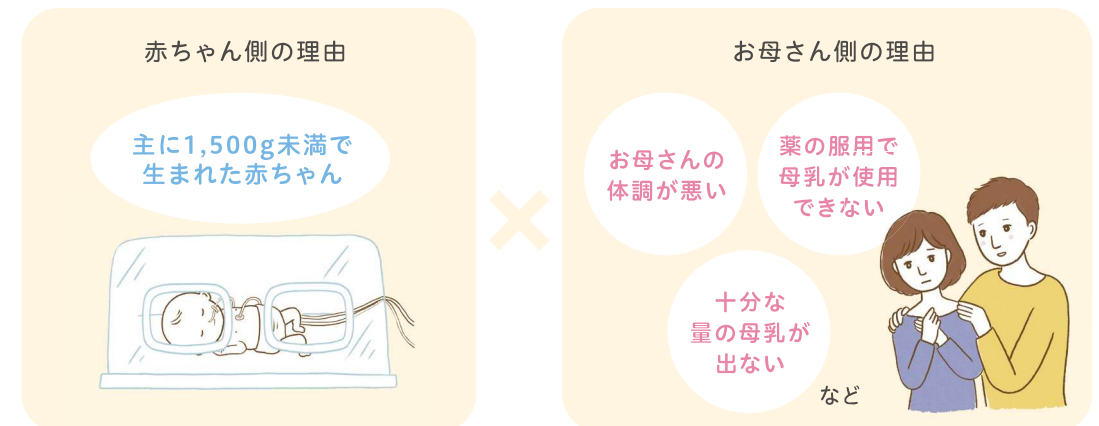 赤ちゃん側の理由
主に1,500g未満で
生まれた赤ちゃん
×
お母さん側の理由
お母さんの
体調が悪い
薬の服用で
母乳が使用
できない
十分な
量の母乳が
出ない
など